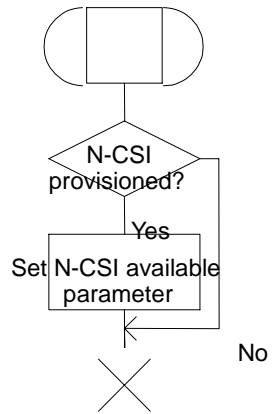 N-CSI
provisioned?
Yes
Set N-CSI available
parameter
No